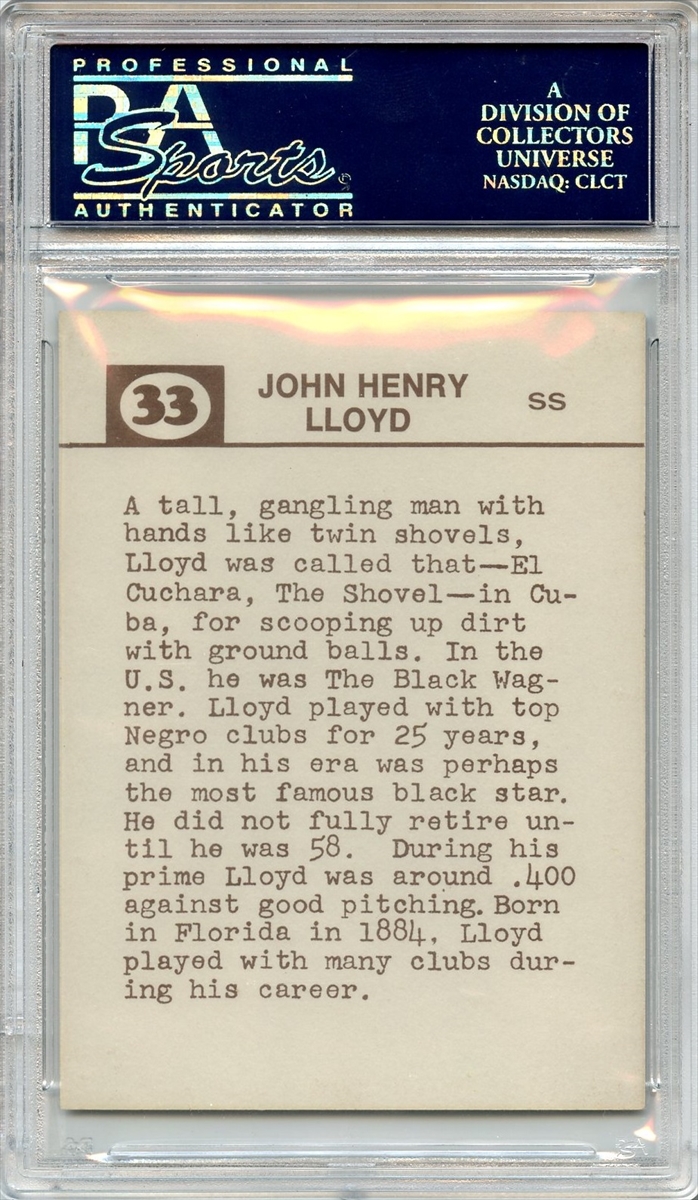 PROFESSIONAL
PSA
Sports
AUTHENTICATOR
A
DIVISION OF
COLLECTORS
UNIVERSE
NASDAQ: CLCT
33
JOHN HENRY
LLOYD
SS
A tall, gangling man with
hands like twin shovels,
Lloyd was called that—El
Cuchara, The Shovel—in Cu-
ba, for scooping up dirt
with ground balls. In the
U.S. he was The Black Wag-
ner. Lloyd played with top
Negro clubs for 25 years,
and in his era was perhaps
the most famous black star.
He did not fully retire un-
til he was 58. During his
prime Lloyd was around .400
against good pitching. Born
in Florida in 1884, Lloyd
played with many clubs dur-
ing his career.